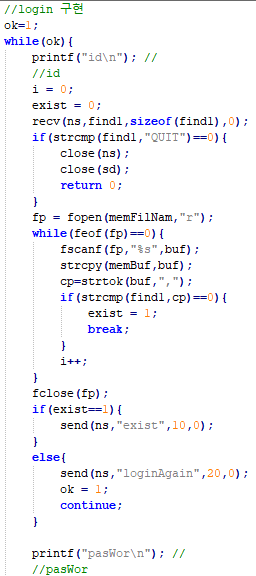 //login 구현
ok=1;
while(ok){
printf("id\n"); //
//id
i = 0;
exist = 0;
recv(ns,find1,sizeof(find1),0);
if(strcmp(find1,"QUIT")==0){
close(ns);
close(sd);
return 0;
}
fp = fopen(memFilNam,"r");
while(feof(fp)==0){
fscanf(fp,"%s",buf);
strcpy(memBuf,buf);
cp=strtok(buf,",");
if(strcmp(find1,cp)==0){
exist = 1;
break;
}
i++;
}
fclose(fp);
if(exist==1){
send(ns,"exist",10,0);
}
else{
send(ns,"loginAgain",20,0);
ok = 1;
continue;
}
printf("pasWor\n"); //
//pasWor